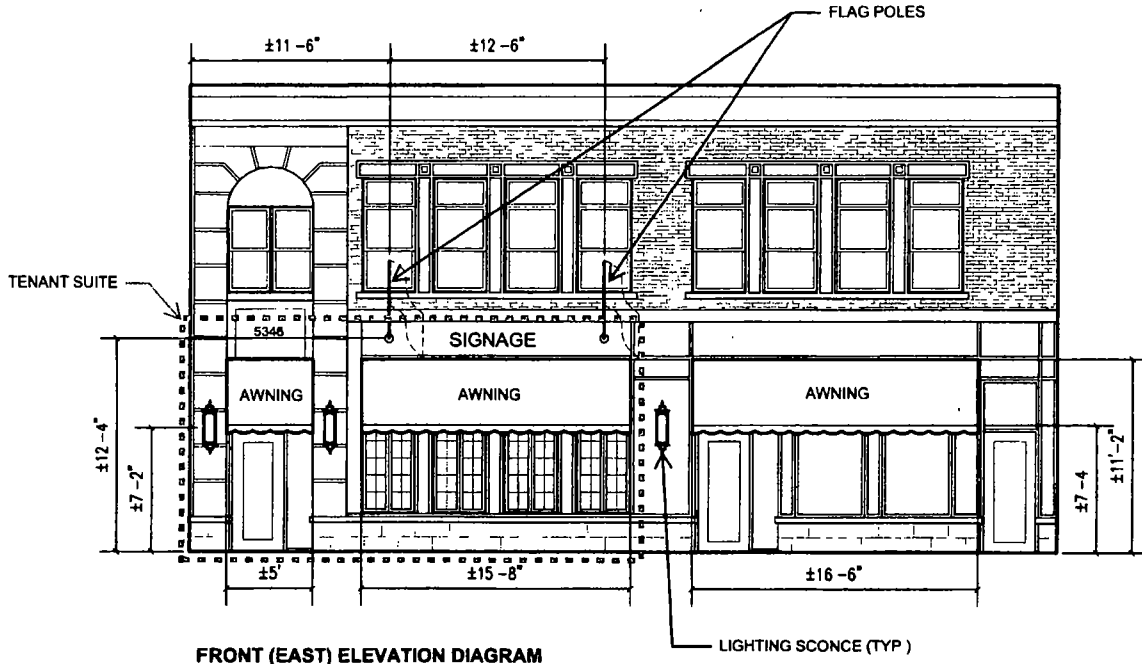 FLAG POLES
±11 -6"
±12 -6"
TENANT SUITE
5346
SIGNAGE
AWNING
AWNING
AWNING
±12 -4"
±7 -2"
±7 -4
±11'-2"
±5'
±15 -8"
±16 -6"
LIGHTING SCONCE (TYP )
FRONT (EAST) ELEVATION DIAGRAM